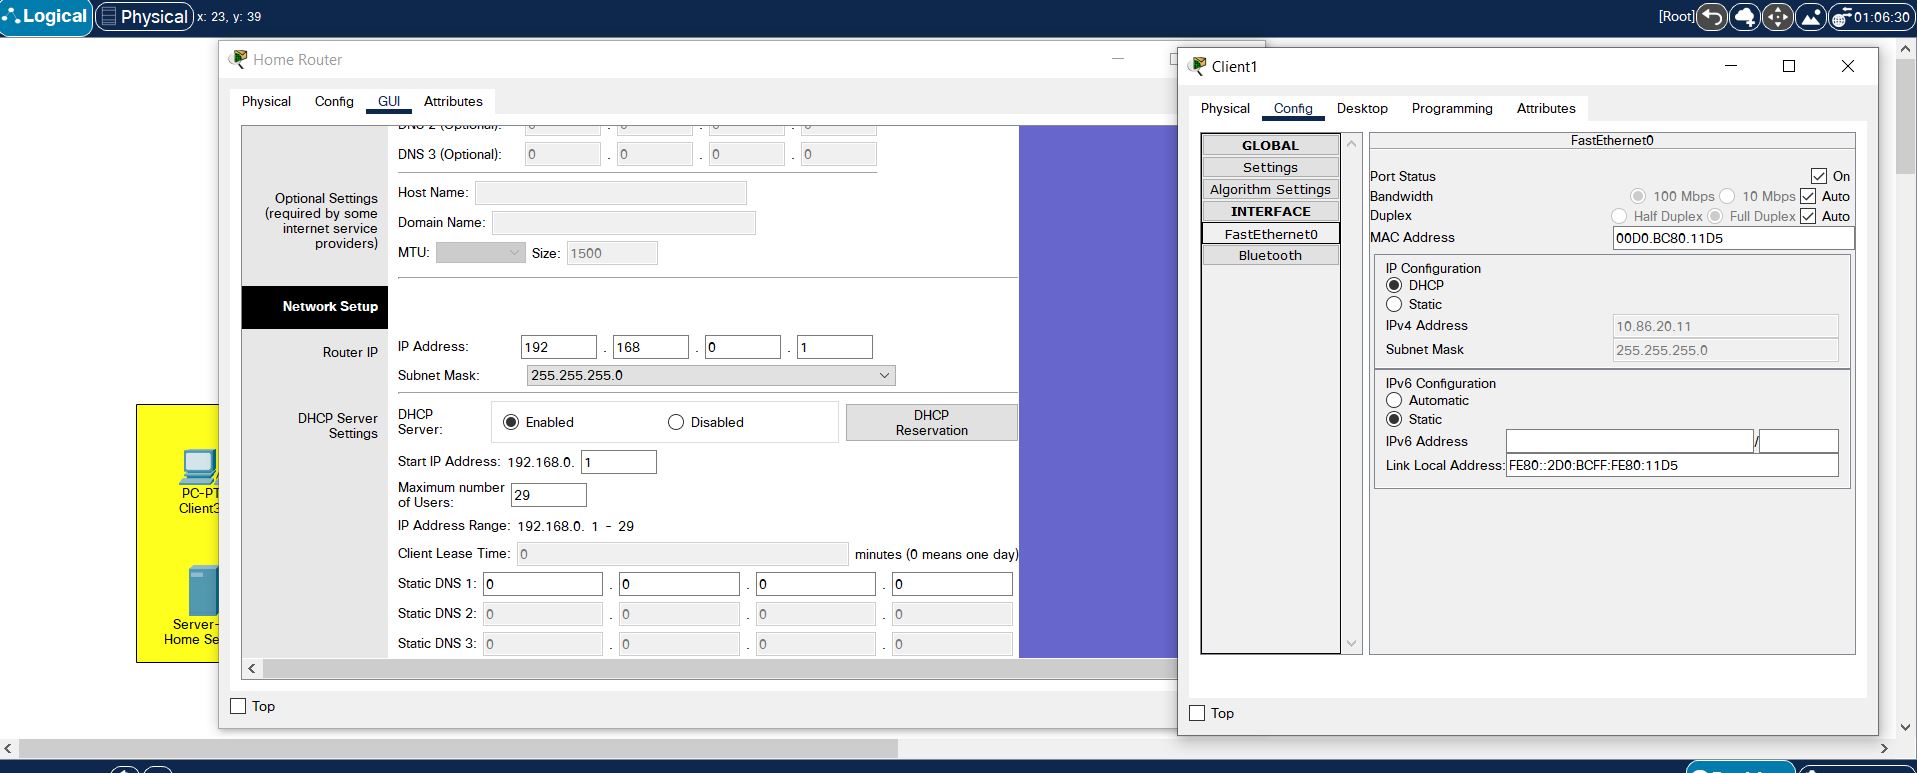 Logical
Physical
x: 23, y: 39
[Root]
01:06:30
Home Router
Physical
Config
GUI
Attributes
DNS 2 (Optional): 0 . 0 . 0 . 0
DNS 3 (Optional): 0 . 0 . 0 . 0
Optional Settings
(required by some
internet service
providers)
Host Name:
Domain Name:
MTU:
Size: 1500
Network Setup
Router IP
IP Address: 192 . 168 . 0 . 1
Subnet Mask: 255.255.255.0
DHCP Server
Settings
DHCP
Server:
Enabled
Disabled
DHCP
Reservation
Start IP Address: 192.168.0. 1
Maximum number
of Users:
29
IP Address Range: 192.168.0. 1 - 29
Client Lease Time: 0 minutes (0 means one day)
Static DNS 1: 0 . 0 . 0 . 0
Static DNS 2: 0 . 0 . 0 . 0
Static DNS 3: 0 . 0 . 0 . 0
Top
PC-PT
Client3
Server-
Home Se
Client1
Physical
Config
Desktop
Programming
Attributes
GLOBAL
Settings
Algorithm Settings
INTERFACE
FastEthernet0
Bluetooth
FastEthernet0
Port Status
On
Bandwidth
100 Mbps
10 Mbps
Auto
Duplex
Half Duplex
Full Duplex
Auto
MAC Address
00D0.BC80.11D5
IP Configuration
DHCP
Static
IPv4 Address
10.86.20.11
Subnet Mask
255.255.255.0
IPv6 Configuration
Automatic
Static
IPv6 Address
/
Link Local Address: FE80::2D0:BCFF:FE80:11D5
Top